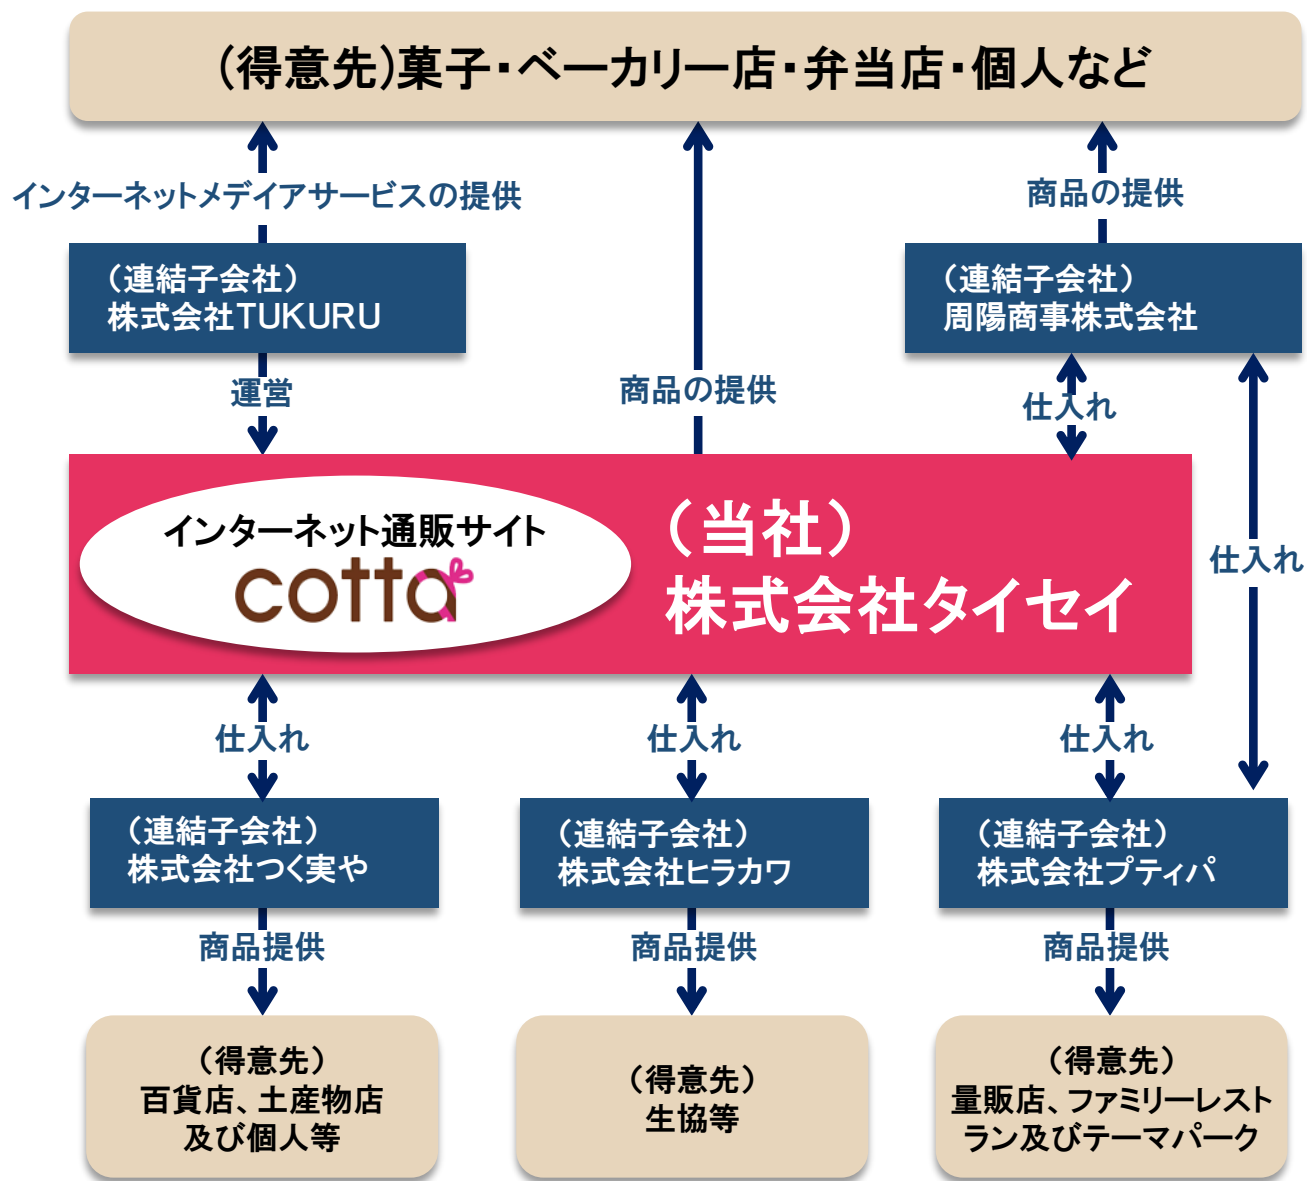 (得意先)菓子・ベーカリー店・弁当店・個人など
インターネットメデイアサービスの提供
商品の提供
（連結子会社）
株式会社TUKURU
（連結子会社）
周陽商事株式会社
運営
商品の提供
仕入れ
インターネット通販サイト
cotta
（当社）
株式会社タイセイ
仕入れ
仕入れ
仕入れ
仕入れ
（連結子会社）
株式会社つく実や
（連結子会社）
株式会社ヒラカワ
（連結子会社）
株式会社プティパ
商品提供
商品提供
商品提供
（得意先）
百貨店、土産物店
及び個人等
（得意先）
生協等
（得意先）
量販店、ファミリーレスト
ラン及びテーマパーク